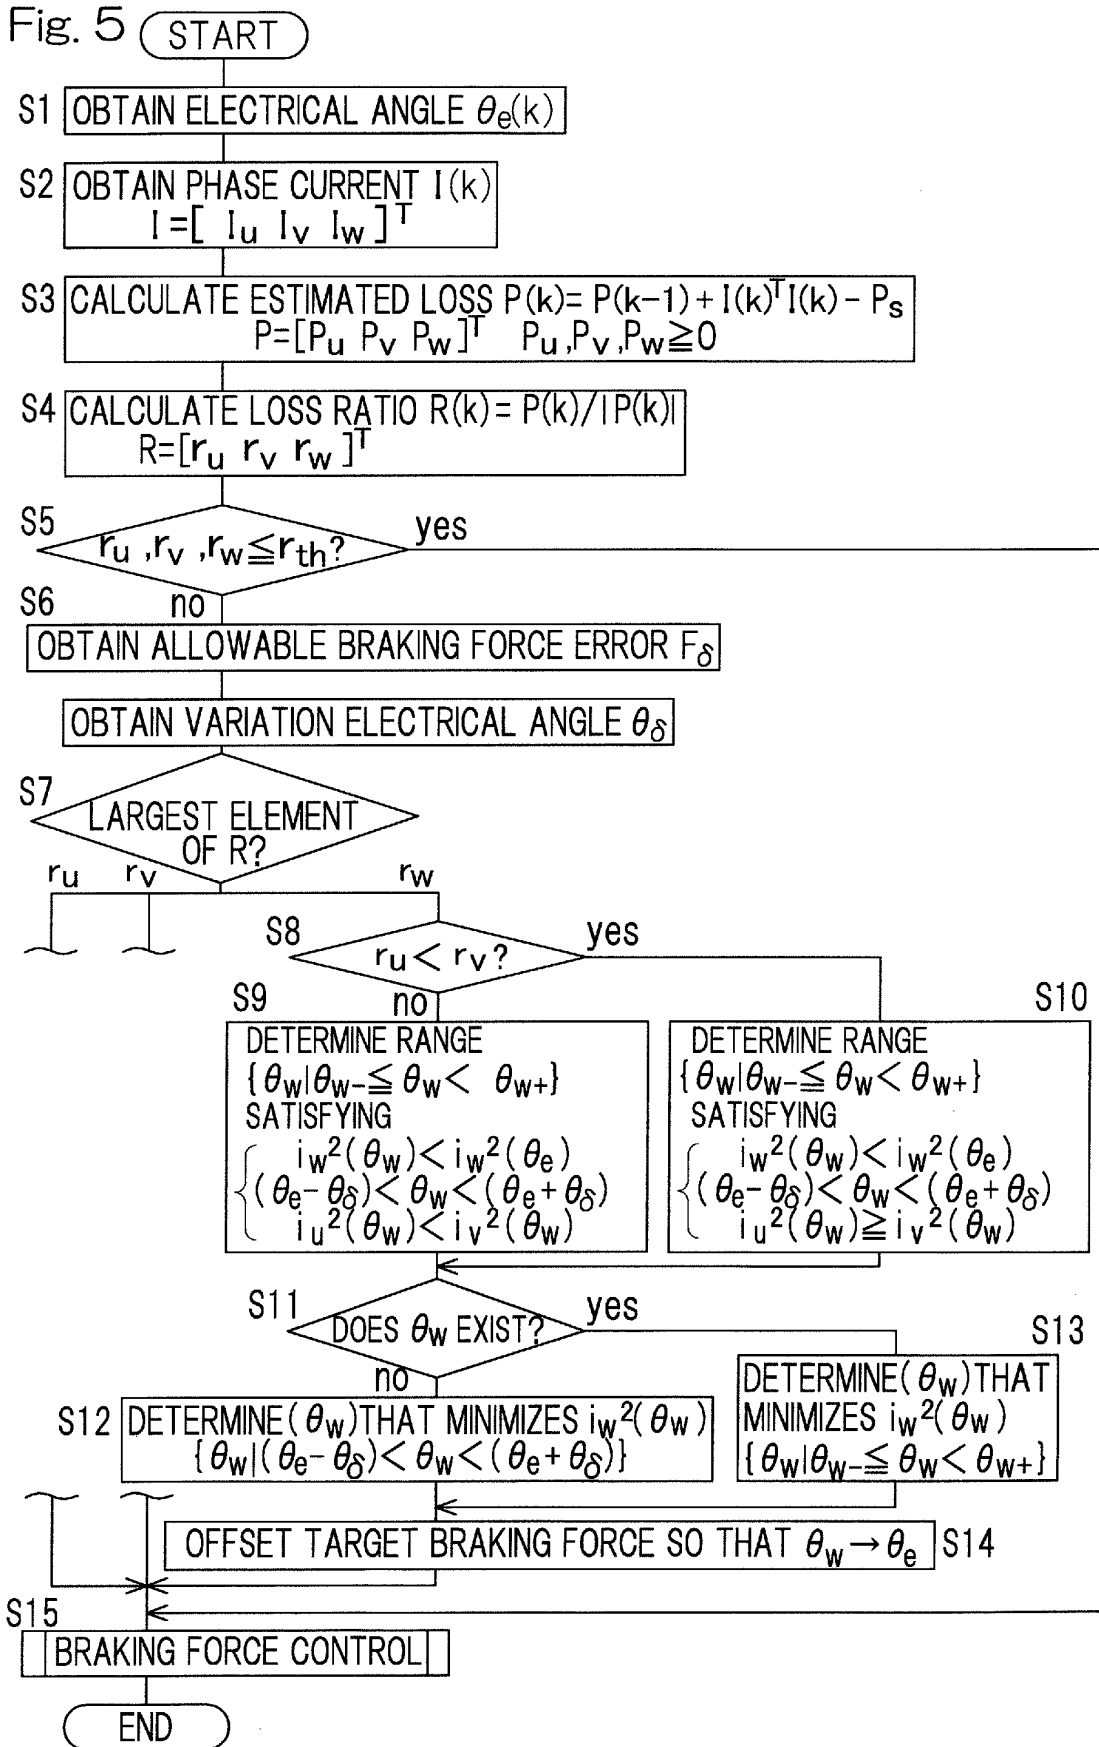 Fig. 5
START
S1
OBTAIN ELECTRICAL ANGLE θe(k)
S2
OBTAIN PHASE CURRENT I(k)
I=[ Iu Iv Iw ]T
S3
CALCULATE ESTIMATED LOSS P(k)= P(k-1)+I(k)TI(k)-Ps
P=[Pu Pv Pw]T Pu,Pv,Pw≧0
S4
CALCULATE LOSS RATIO R(k)= P(k)/|P(k)|
R=[ru rv rw ]T
S5
ru ,rv ,rw≦rth?
yes
no
S6
OBTAIN ALLOWABLE BRAKING FORCE ERROR Fδ
OBTAIN VARIATION ELECTRICAL ANGLE θδ
S7
LARGEST ELEMENT
OF R?
ru rv rw
S8
ru< rv?
yes
no
S9
DETERMINE RANGE
{θw|θw-≦ θw< θw+}
SATISFYING
iw²(θw)<iw²(θe)
(θe-θδ)<θw<(θe+θδ)
iu²(θw)<iv²(θw)
S10
DETERMINE RANGE
{θw|θw-≦ θw<θw+}
SATISFYING
iw²(θw)<iw²(θe)
(θe-θδ)<θw<(θe+θδ)
iu²(θw)≧iv²(θw)
S11
DOES θw EXIST?
yes
no
S12
DETERMINE(θw)THAT MINIMIZES iw²(θw)
{θw|(θe-θδ)<θw<(θe+θδ)}
S13
DETERMINE(θw)THAT
MINIMIZES iw²(θw)
{θw|θw-≦ θw<θw+}
OFFSET TARGET BRAKING FORCE SO THAT θw→θe
S14
S15
BRAKING FORCE CONTROL
END